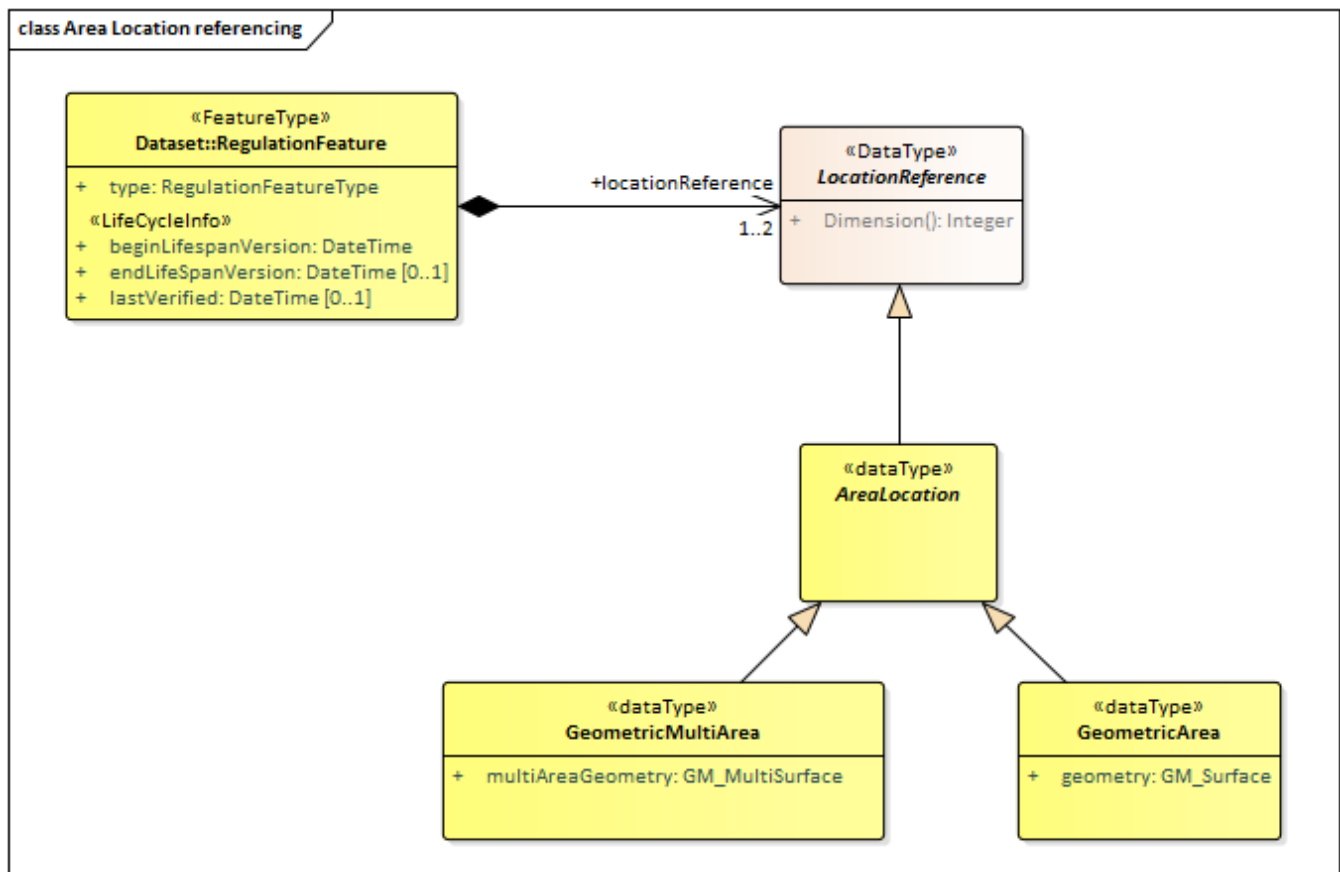 class Area Location referencing
«FeatureType»
Dataset::RegulationFeature
+ type: RegulationFeatureType
«LifeCycleInfo»
+ beginLifespanVersion: DateTime
+ endLifeSpanVersion: DateTime [0..1]
+ lastVerified: DateTime [0..1]
+locationReference
1..2
«DataType»
LocationReference
+ Dimension(): Integer
«dataType»
AreaLocation
«dataType»
GeometricMultiArea
+ multiAreaGeometry: GM_MultiSurface
«dataType»
GeometricArea
+ geometry: GM_Surface